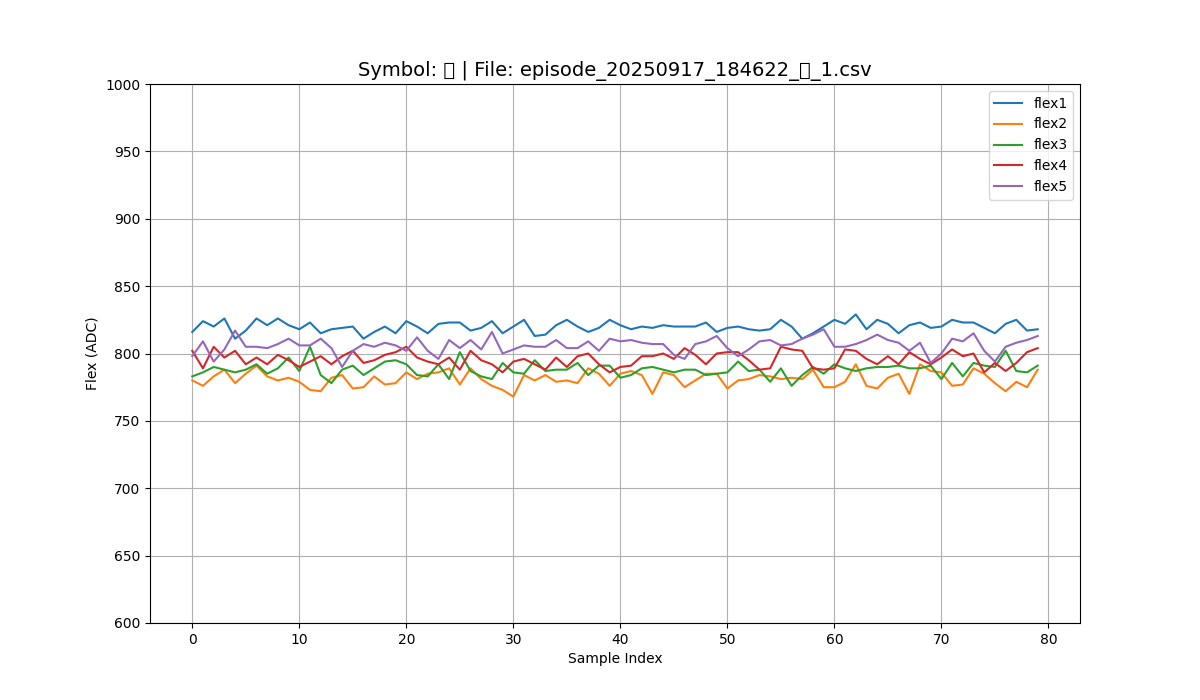 Symbol: 　 | File: episode_20250917_184622_　_1.csv
1000
950
900
850
800
750
700
650
600
Flex (ADC)
0 10 20 30 40 50 60 70 80
Sample Index
flex1
flex2
flex3
flex4
flex5